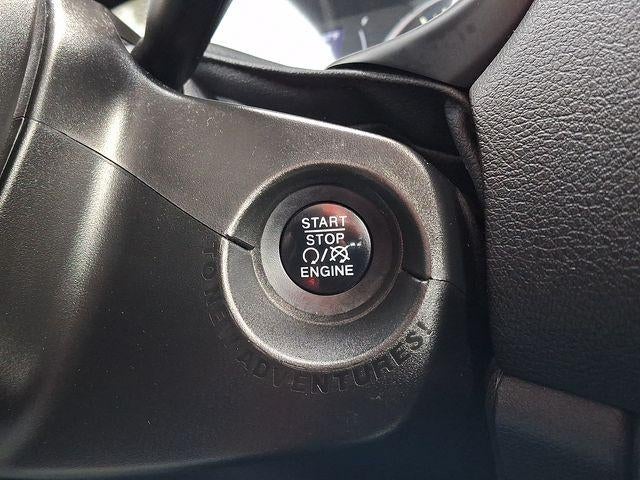 START
STOP
ENGINE
TO NEW ADVENTURES!